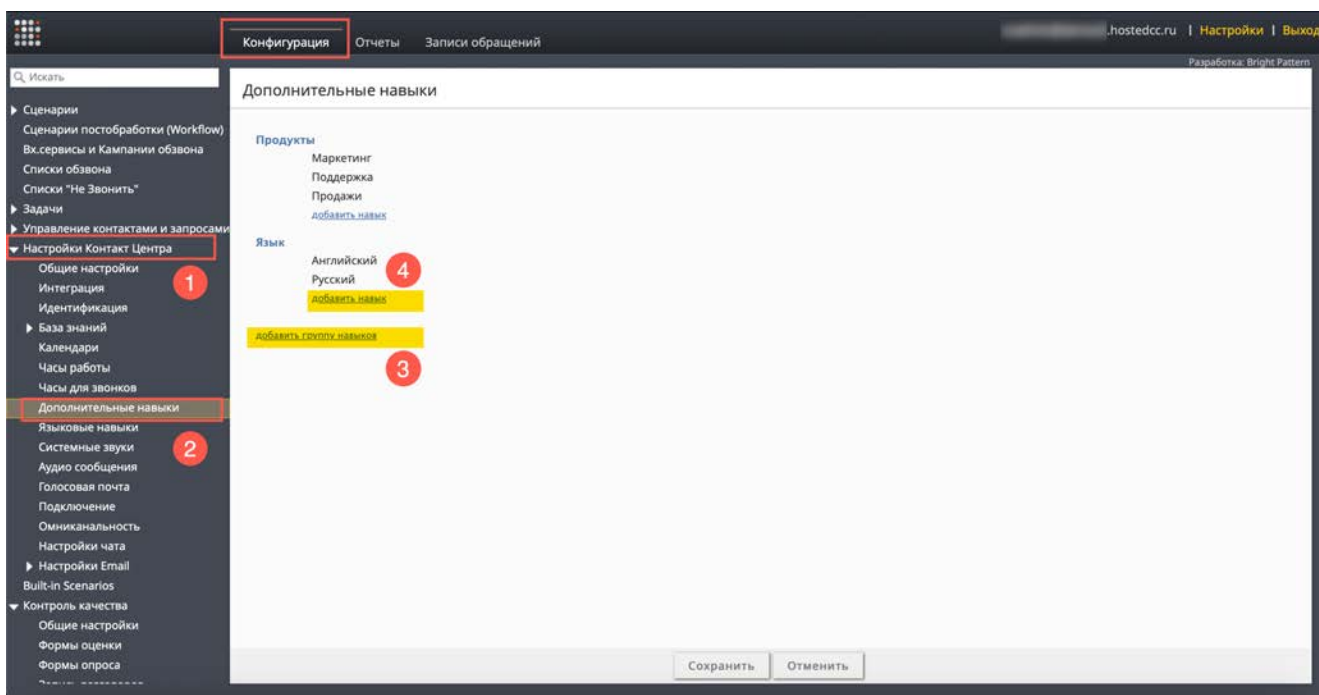 Конфигурация Отчеты Записи обращений
.hostedcc.ru | Настройки | Выход
Разработка: Bright Pattern
Искать
Сценарии
Сценарии постобработки (Workflow)
Вх.сервисы и Кампании обзвона
Списки обзвона
Списки "Не Звонить"
Задачи
Управление контактами и запросами
Настройки Контакт Центра
Общие настройки
1
Интеграция
Идентификация
База знаний
Календари
Часы работы
Часы для звонков
Дополнительные навыки
Языковые навыки
2
Системные звуки
Аудио сообщения
Голосовая почта
Подключение
Омниканальность
Настройки чата
Настройки Email
Built-in Scenarios
Контроль качества
Общие настройки
Формы оценки
Формы опроса
Дополнительные навыки
Продукты
Маркетинг
Поддержка
Продажи
добавить навык
Язык
Английский
4
Русский
добавить навык
добавить группу навыков
3
Сохранить Отменить